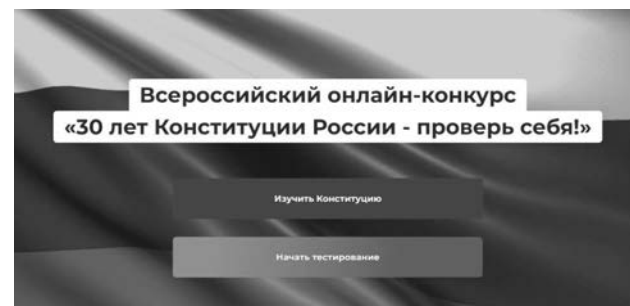 Всероссийский онлайн-конкурс
«30 лет Конституции России - проверь себя!»
Изучить Конституцию
Начать тестирование